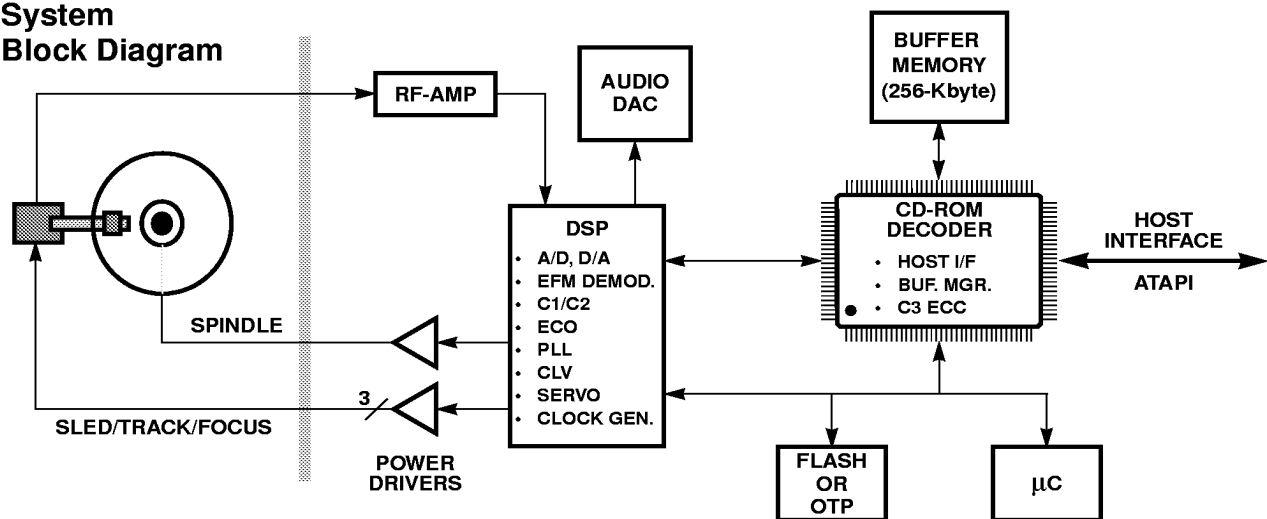 System
Block Diagram
RF-AMP
AUDIO
DAC
BUFFER
MEMORY
(256-Kbyte)
DSP
• A/D, D/A
• EFM DEMOD.
• C1/C2
• ECO
• PLL
• CLV
• SERVO
• CLOCK GEN.
CD-ROM
DECODER
• HOST I/F
• BUF. MGR.
• C3 ECC
HOST
INTERFACE
ATAPI
SPINDLE
3
SLED/TRACK/FOCUS
POWER
DRIVERS
FLASH
OR
OTP
μC